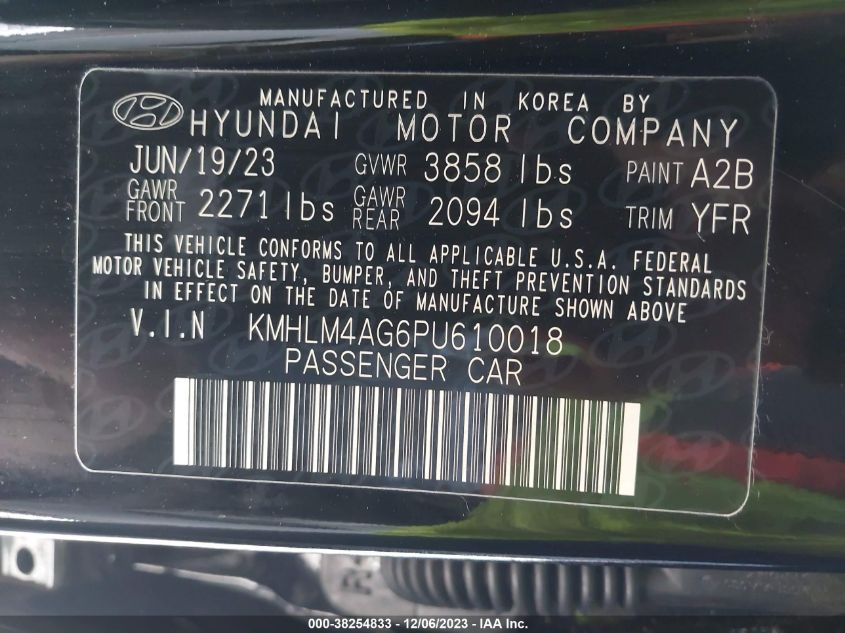 MANUFACTURED IN KOREA BY
HYUNDAI MOTOR COMPANY
JUN/19/23 GVWR 3858 lbs PAINT A2B
GAWR FRONT 2271 lbs GAWR REAR 2094 lbs TRIM YFR
THIS VEHICLE CONFORMS TO ALL APPLICABLE U.S.A. FEDERAL
MOTOR VEHICLE SAFETY, BUMPER, AND THEFT PREVENTION STANDARDS
IN EFFECT ON THE DATE OF MANUFACTURE SHOWN ABOVE
V.I.N KMHLM4AG6PU610018
PASSENGER CAR
000-38254833 - 12/06/2023 - IAA Inc.